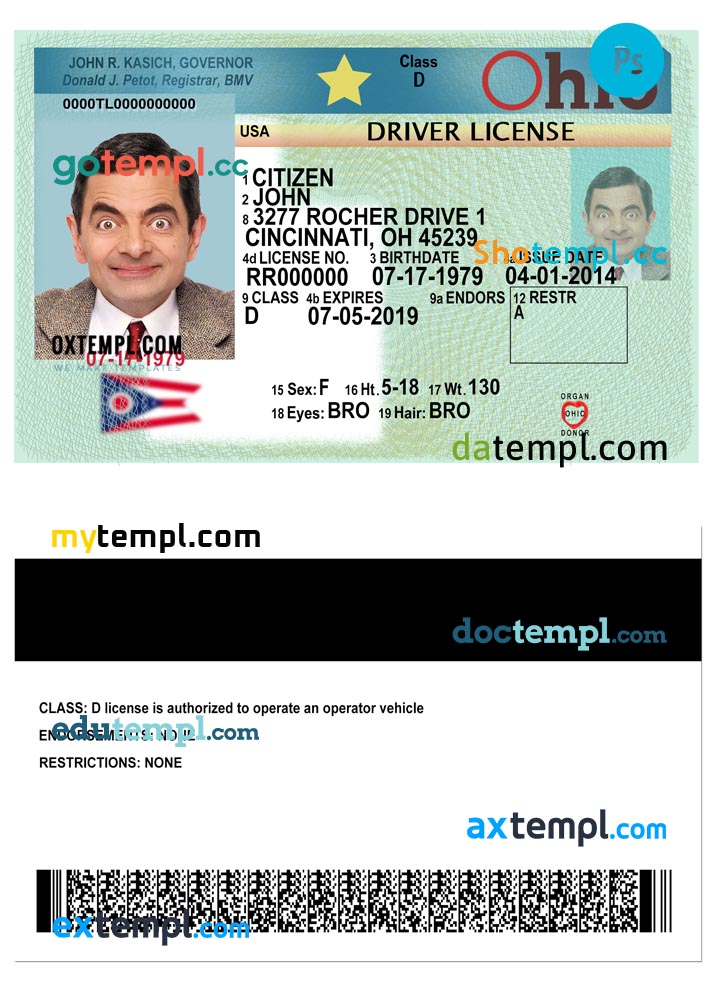 JOHN R. KASICH, GOVERNOR
Donald J. Petot, Registrar, BMV
Class
D
Ohio
Ps
0000TL0000000000
USA
DRIVER LICENSE
gotempl.cc
1 CITIZEN
2 JOHN
8 3277 ROCHER DRIVE 1
CINCINNATI, OH 45239
Shotempl.cc
4d LICENSE NO. 3 BIRTHDATE 4a ISSUE DATE
RR000000 07-17-1979 04-01-2014
9 CLASS 4b EXPIRES 9a ENDORS 12 RESTR
D 07-05-2019 A
OXTEMPL.COM
07-17-1979
WE MAKE TEMPLATES
15 Sex: F 16 Ht. 5-18 17 Wt. 130
18 Eyes: BRO 19 Hair: BRO
ORGAN
OHIO
DONOR
datempl.com
mytempl.com
doctempl.com
CLASS: D license is authorized to operate an operator vehicle
edutempl.com
ENDORSEMENTS: NONE
RESTRICTIONS: NONE
axtempl.com
extempl.com